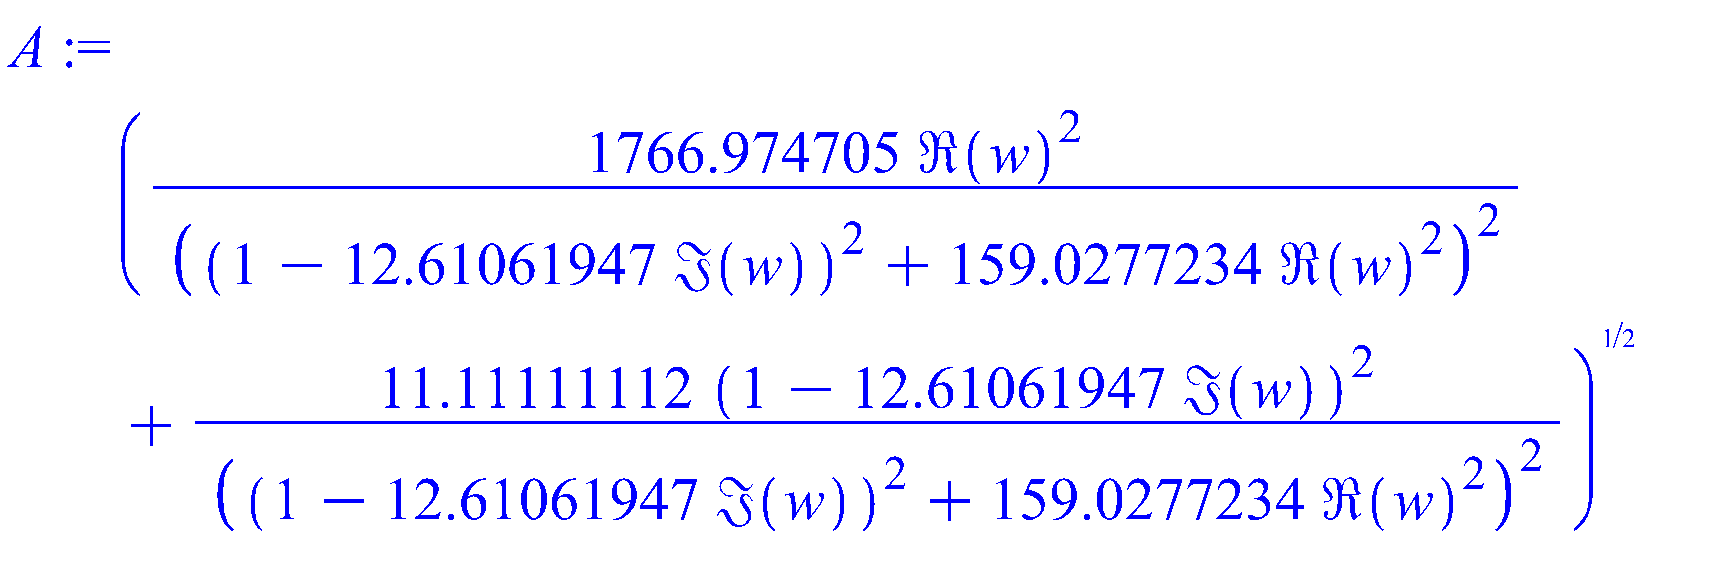 A :=
( 1766.974705 ℜ(w)^2
/ ((1 − 12.61061947 ℑ(w))^2 + 159.0277234 ℜ(w)^2)^2
+ 11.11111112 (1 − 12.61061947 ℑ(w))^2
/ ((1 − 12.61061947 ℑ(w))^2 + 159.0277234 ℜ(w)^2)^2 )^1/2